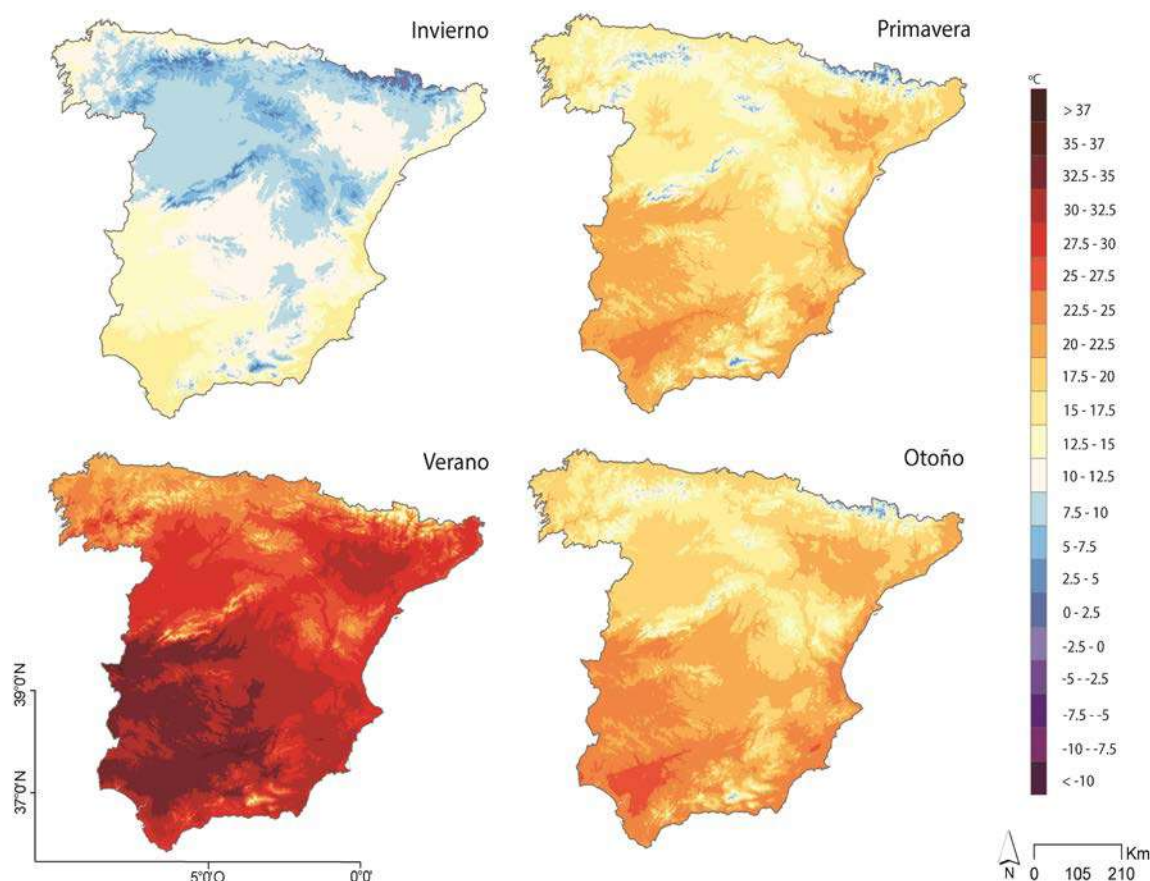 Invierno
Primavera
ºC
> 37
35 - 37
32.5 - 35
30 - 32.5
27.5 - 30
25 - 27.5
22.5 - 25
20 - 22.5
17.5 - 20
15 - 17.5
12.5 - 15
10 - 12.5
7.5 - 10
5 -7.5
2.5 - 5
0 - 2.5
-2.5 - 0
-5 - -2.5
-7.5 - -5
-10 - -7.5
< -10
Verano
Otoño
39°0'N
37°0'N
5°0'O
0°0'
N
0 105 210
Km